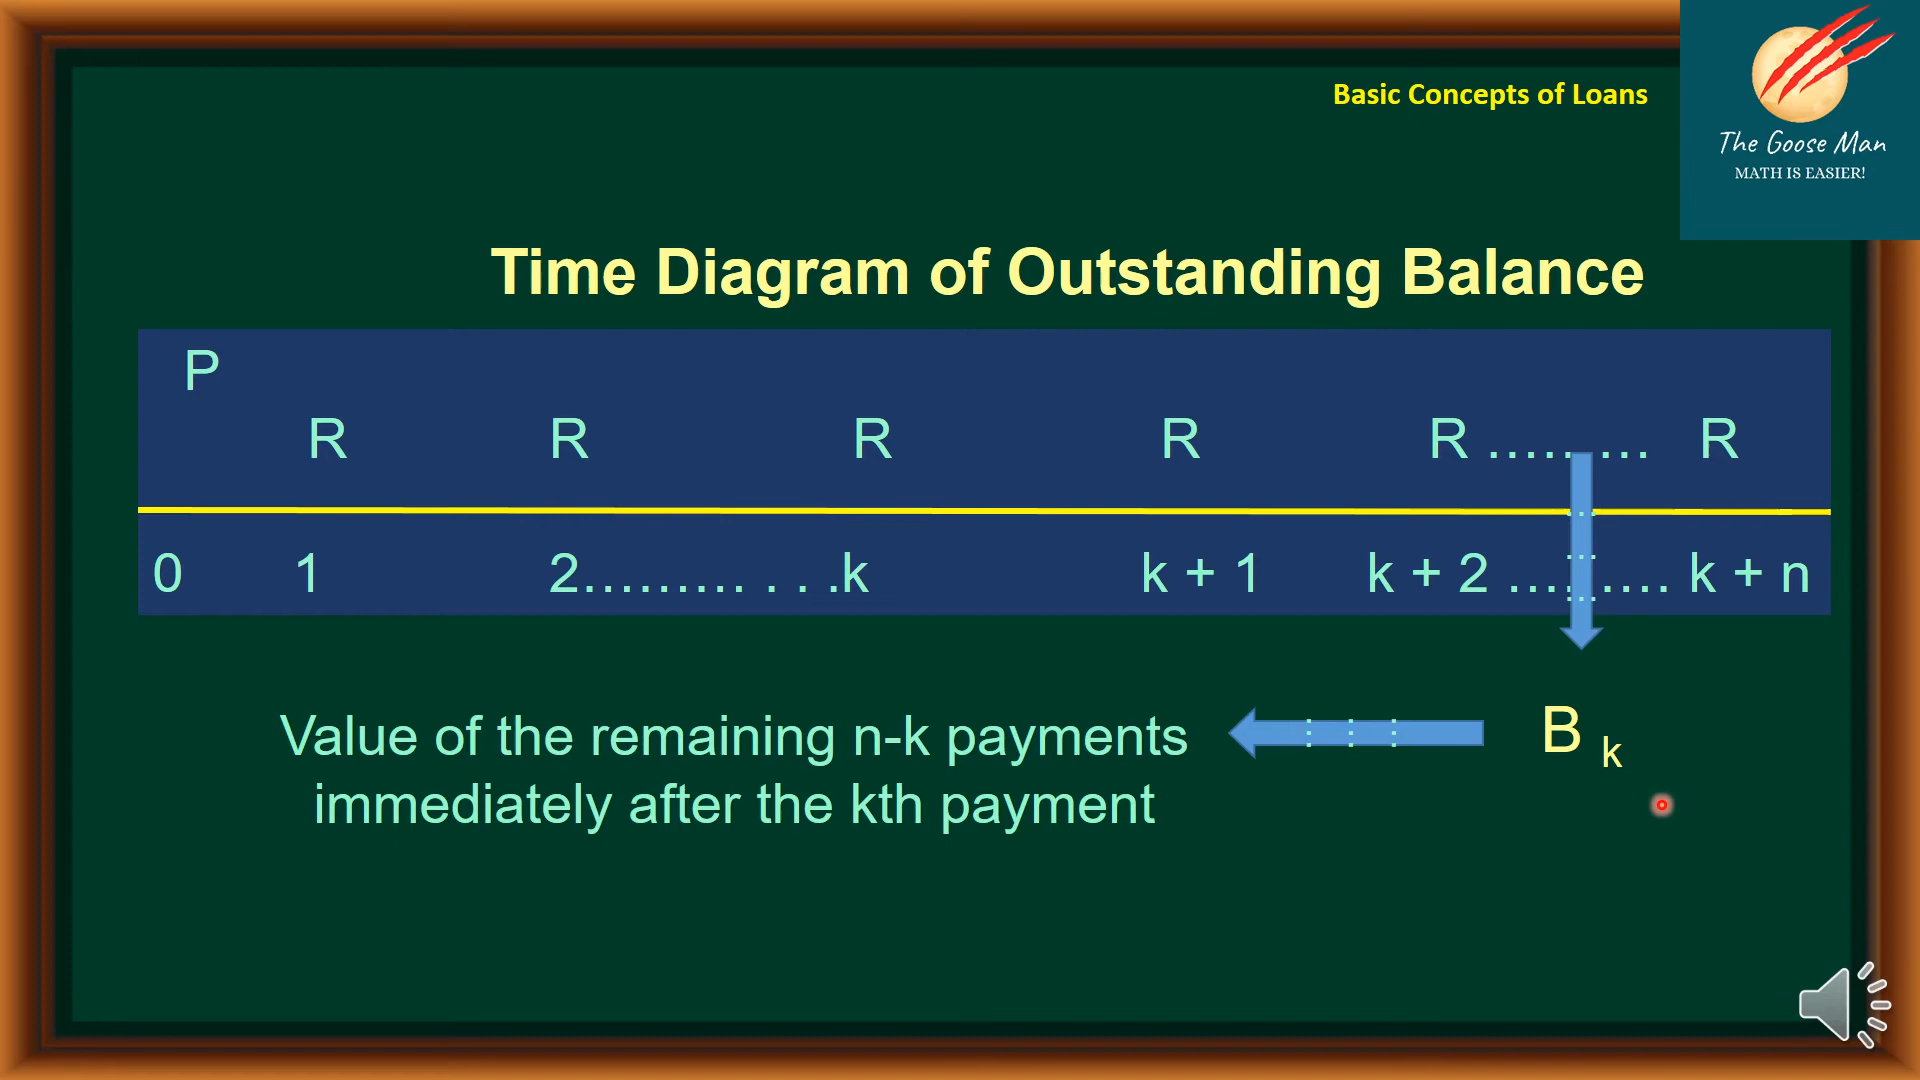 Basic Concepts of Loans
The Goose Man
MATH IS EASIER!
Time Diagram of Outstanding Balance
P
R R R R R ......... R
0 1 2......... . . .k k + 1 k + 2 ......... k + n
Value of the remaining n-k payments B k
immediately after the kth payment